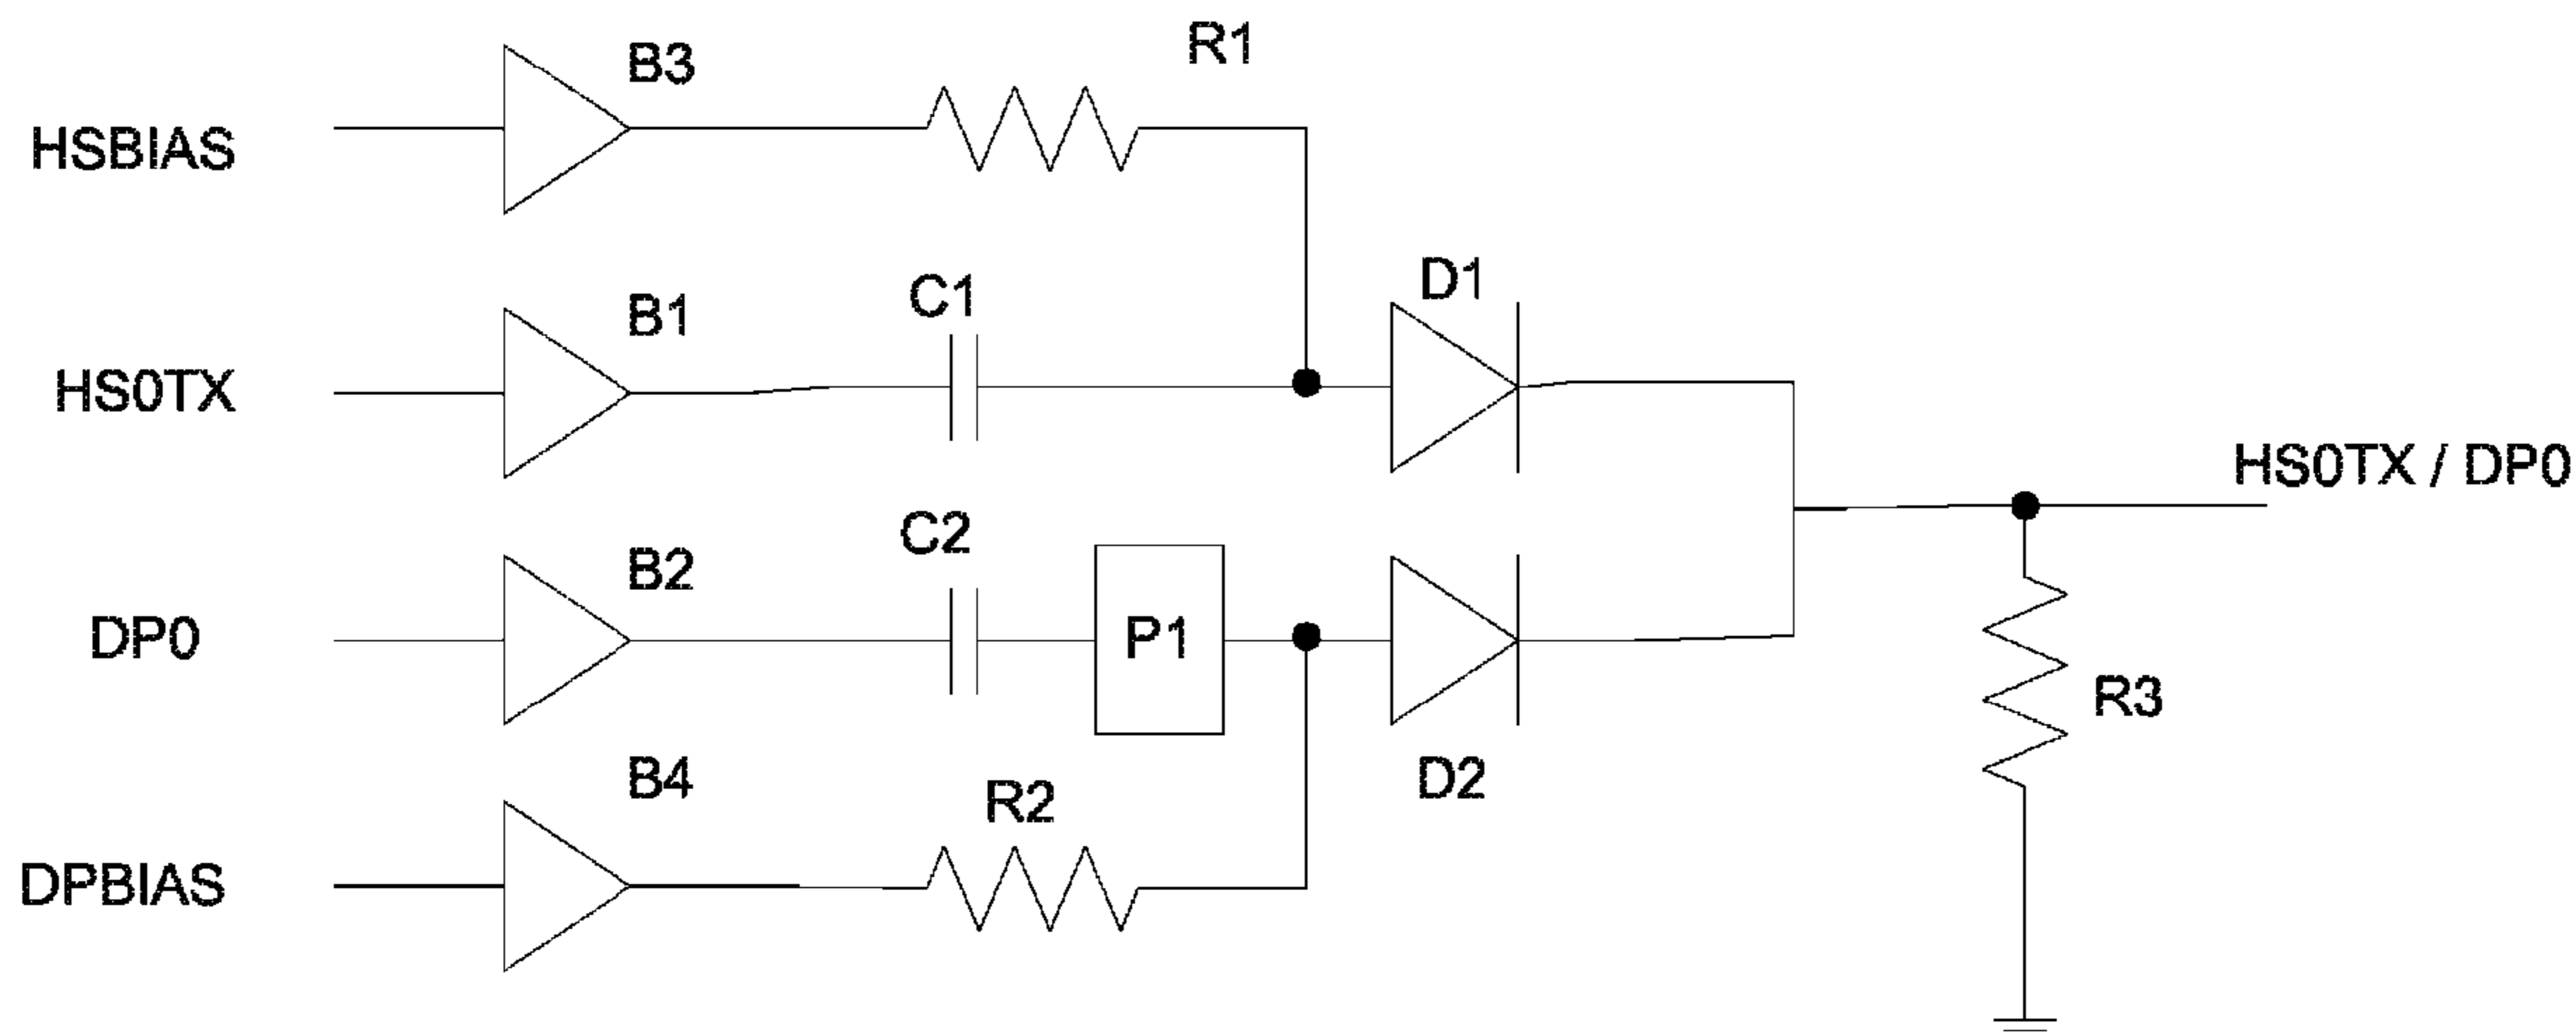 HSBIAS
B3
R1
HS0TX
B1
C1
D1
HS0TX / DP0
DP0
B2
C2
P1
D2
R3
DPBIAS
B4
R2